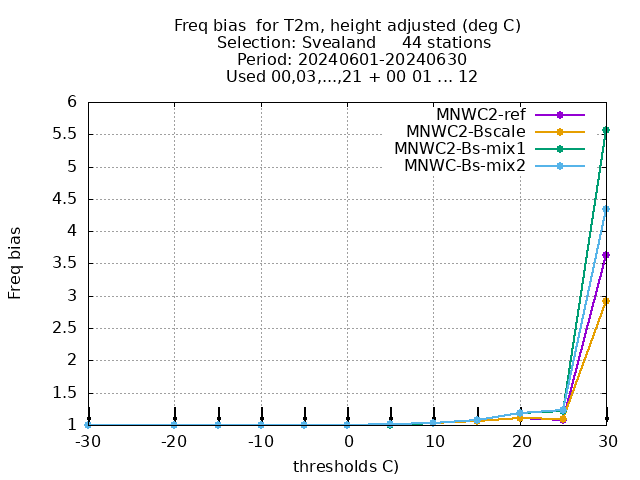 Freq bias  for T2m, height adjusted (deg C)
Selection: Svealand     44 stations
Period: 20240601-20240630
Used 00,03,...,21 + 00 01 ... 12
MNWC2-ref
MNWC2-Bscale
MNWC2-Bs-mix1
MNWC-Bs-mix2
Freq bias
6
5.5
5
4.5
4
3.5
3
2.5
2
1.5
1
-30 -20 -10 0 10 20 30
thresholds C)